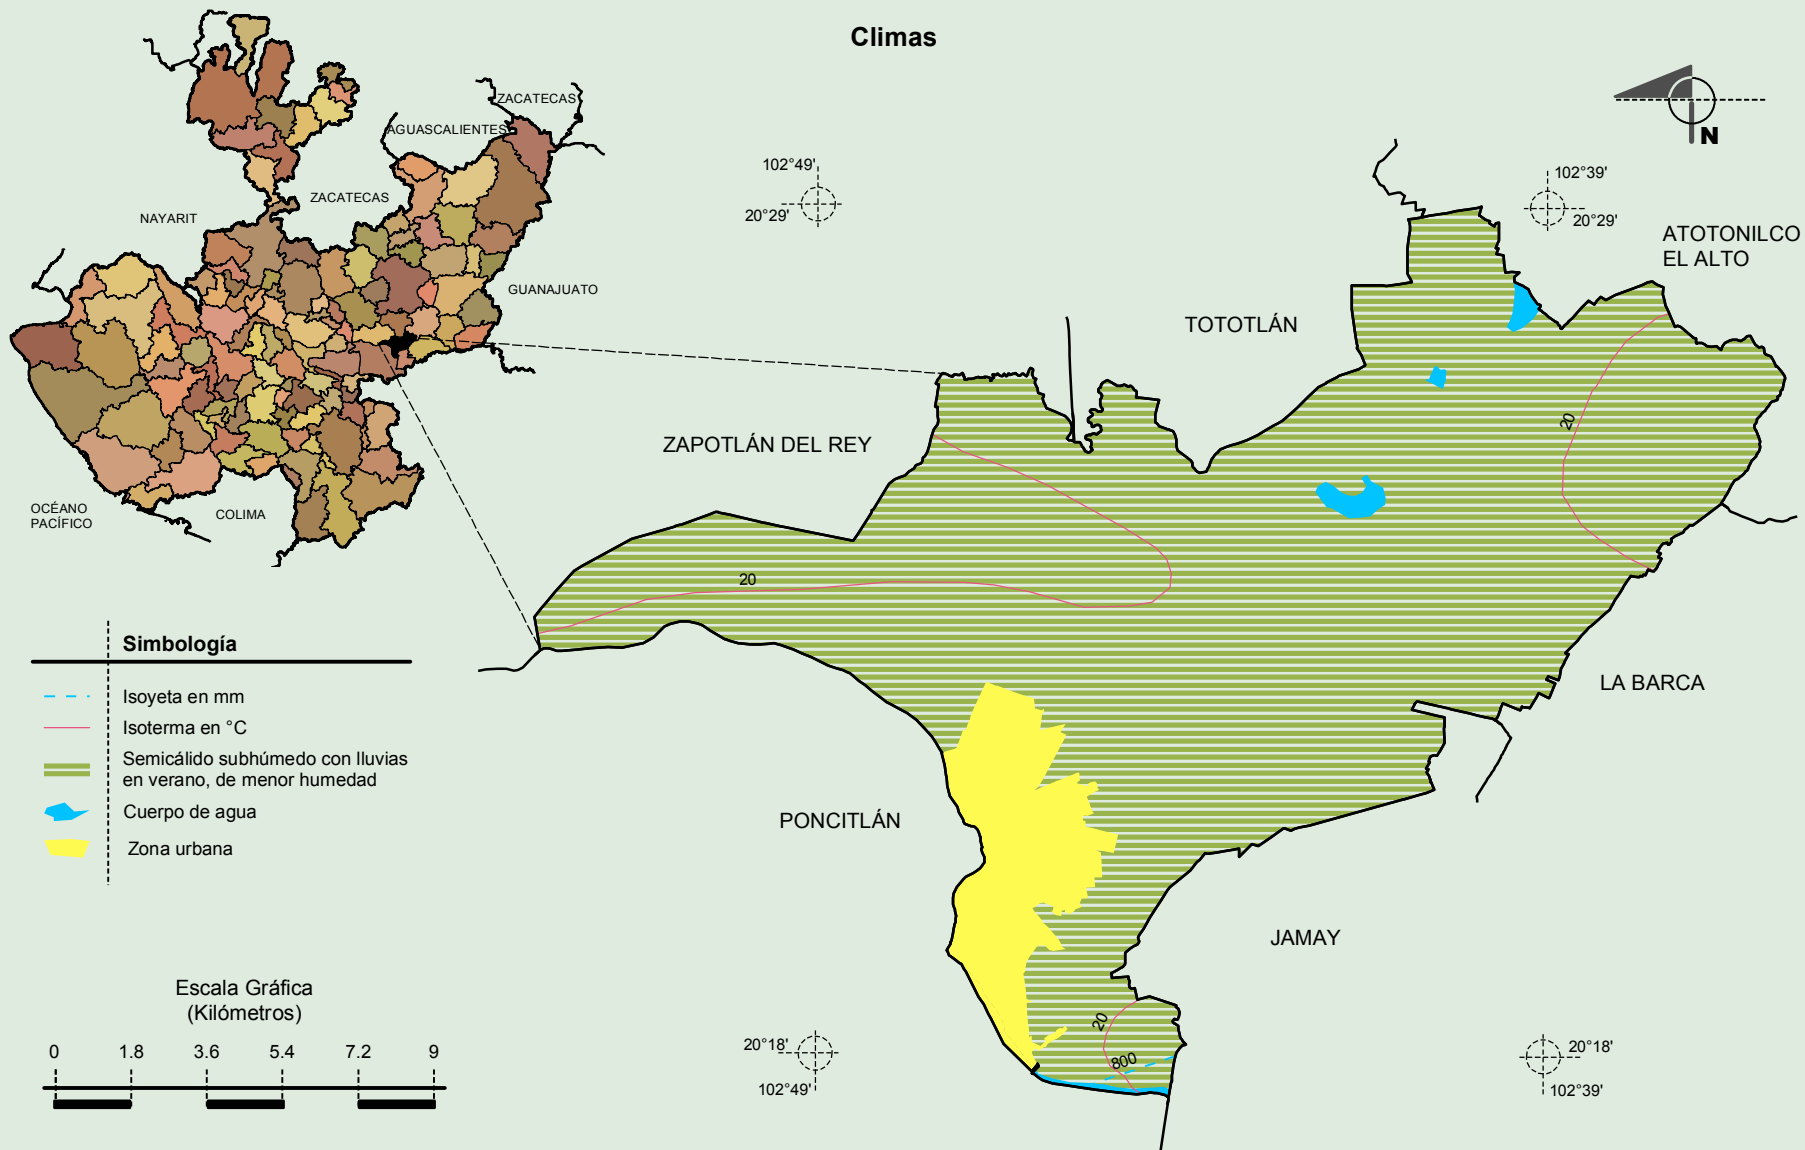 Climas
ZACATECAS
AGUASCALIENTES
ZACATECAS
NAYARIT
GUANAJUATO
OCÉANO
PACÍFICO
COLIMA
N
102°49'
20°29'
102°39'
20°29'
ATOTONILCO
EL ALTO
TOTOTLÁN
ZAPOTLÁN DEL REY
20
20
LA BARCA
PONCITLÁN
JAMAY
20
800
20°18'
102°49'
20°18'
102°39'
Simbología
Isoyeta en mm
Isoterma en °C
Semicálido subhúmedo con lluvias
en verano, de menor humedad
Cuerpo de agua
Zona urbana
Escala Gráfica
(Kilómetros)
0 1.8 3.6 5.4 7.2 9